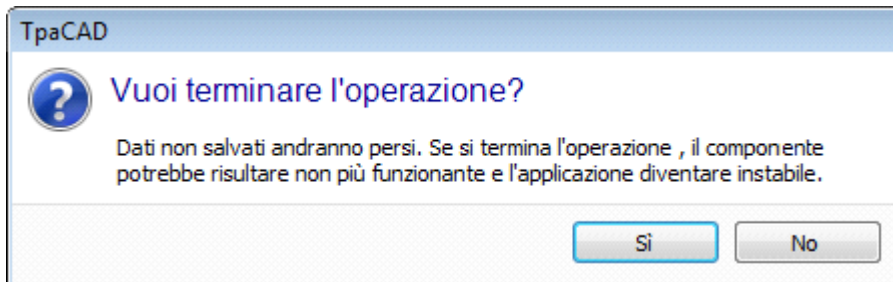 TpaCAD
Vuoi terminare l'operazione?
Dati non salvati andranno persi. Se si termina l'operazione , il componente
potrebbe risultare non più funzionante e l'applicazione diventare instabile.
Sì
No